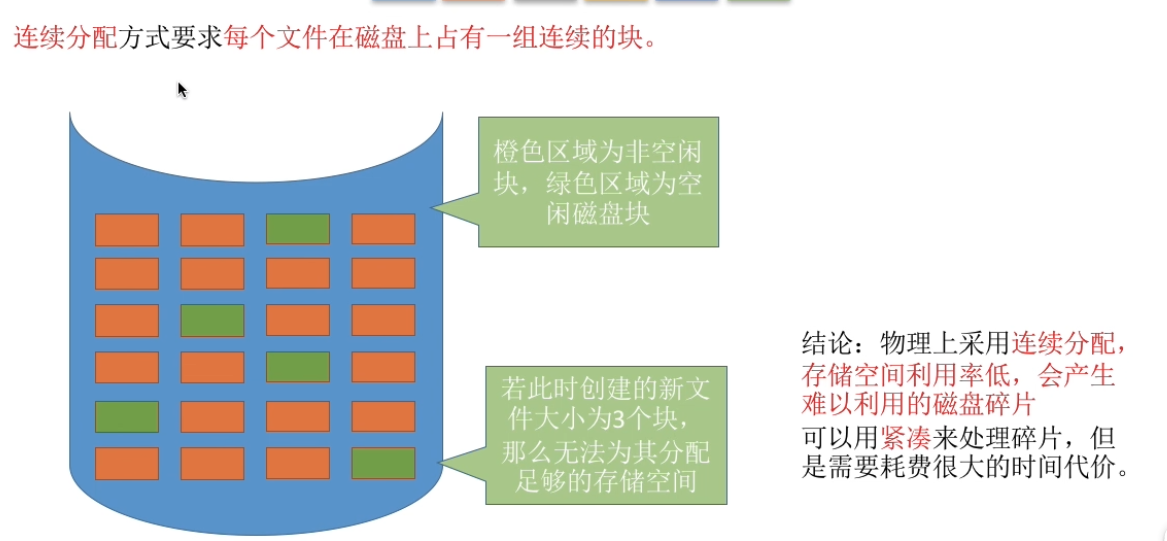 连续分配方式要求每个文件在磁盘上占有一组连续的块。
橙色区域为非空闲
块，绿色区域为空
闲磁盘块
若此时创建的新文
件大小为3个块，
那么无法为其分配
足够的存储空间
结论：物理上采用连续分配，
存储空间利用率低，会产生
难以利用的磁盘碎片
可以用紧凑来处理碎片，但
是需要耗费很大的时间代价。